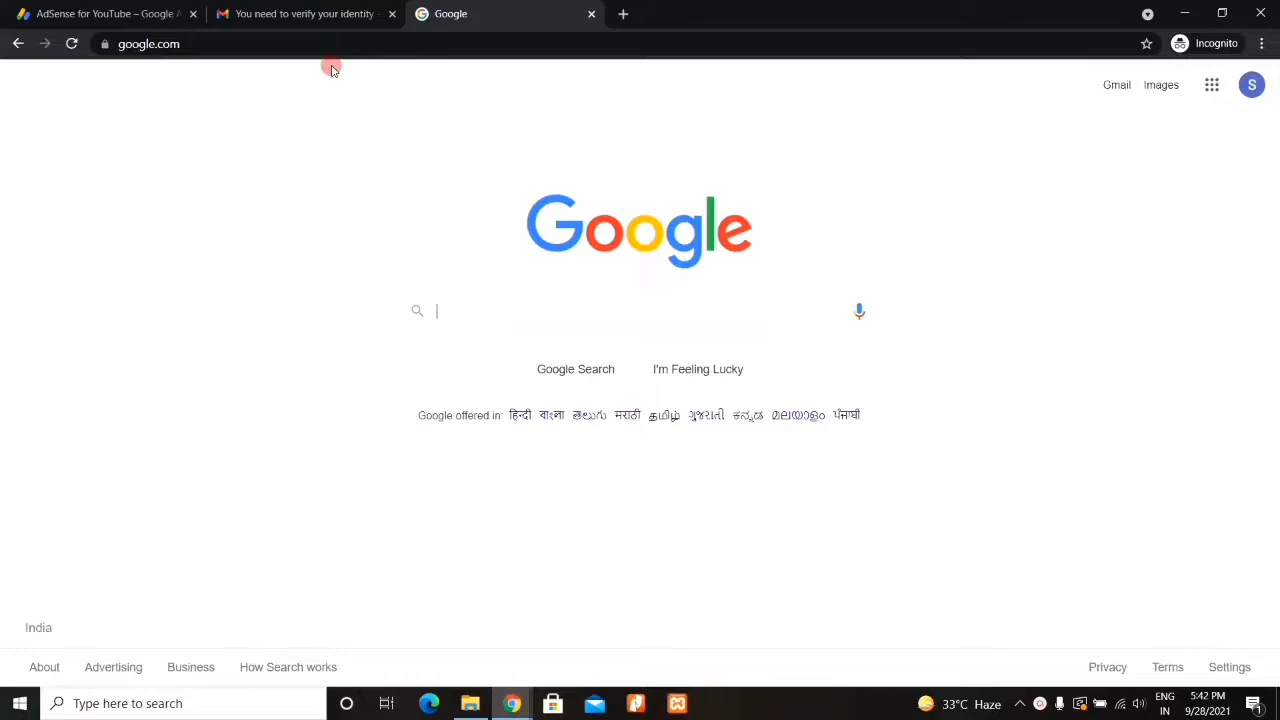 AdSense for YouTube – Google A
You need to verify your identity -
Google
google.com
Incognito
Gmail Images S
Google
Google Search I'm Feeling Lucky
Google offered in: हिन्दी বাংলা తెలుగు मराठी தமிழ் ગુજરાતી ಕನ್ನಡ മലയാളം ਪੰਜਾਬੀ
India
About Advertising Business How Search works Privacy Terms Settings
Type here to search 33°C Haze ENG IN 5:42 PM 9/28/2021 1